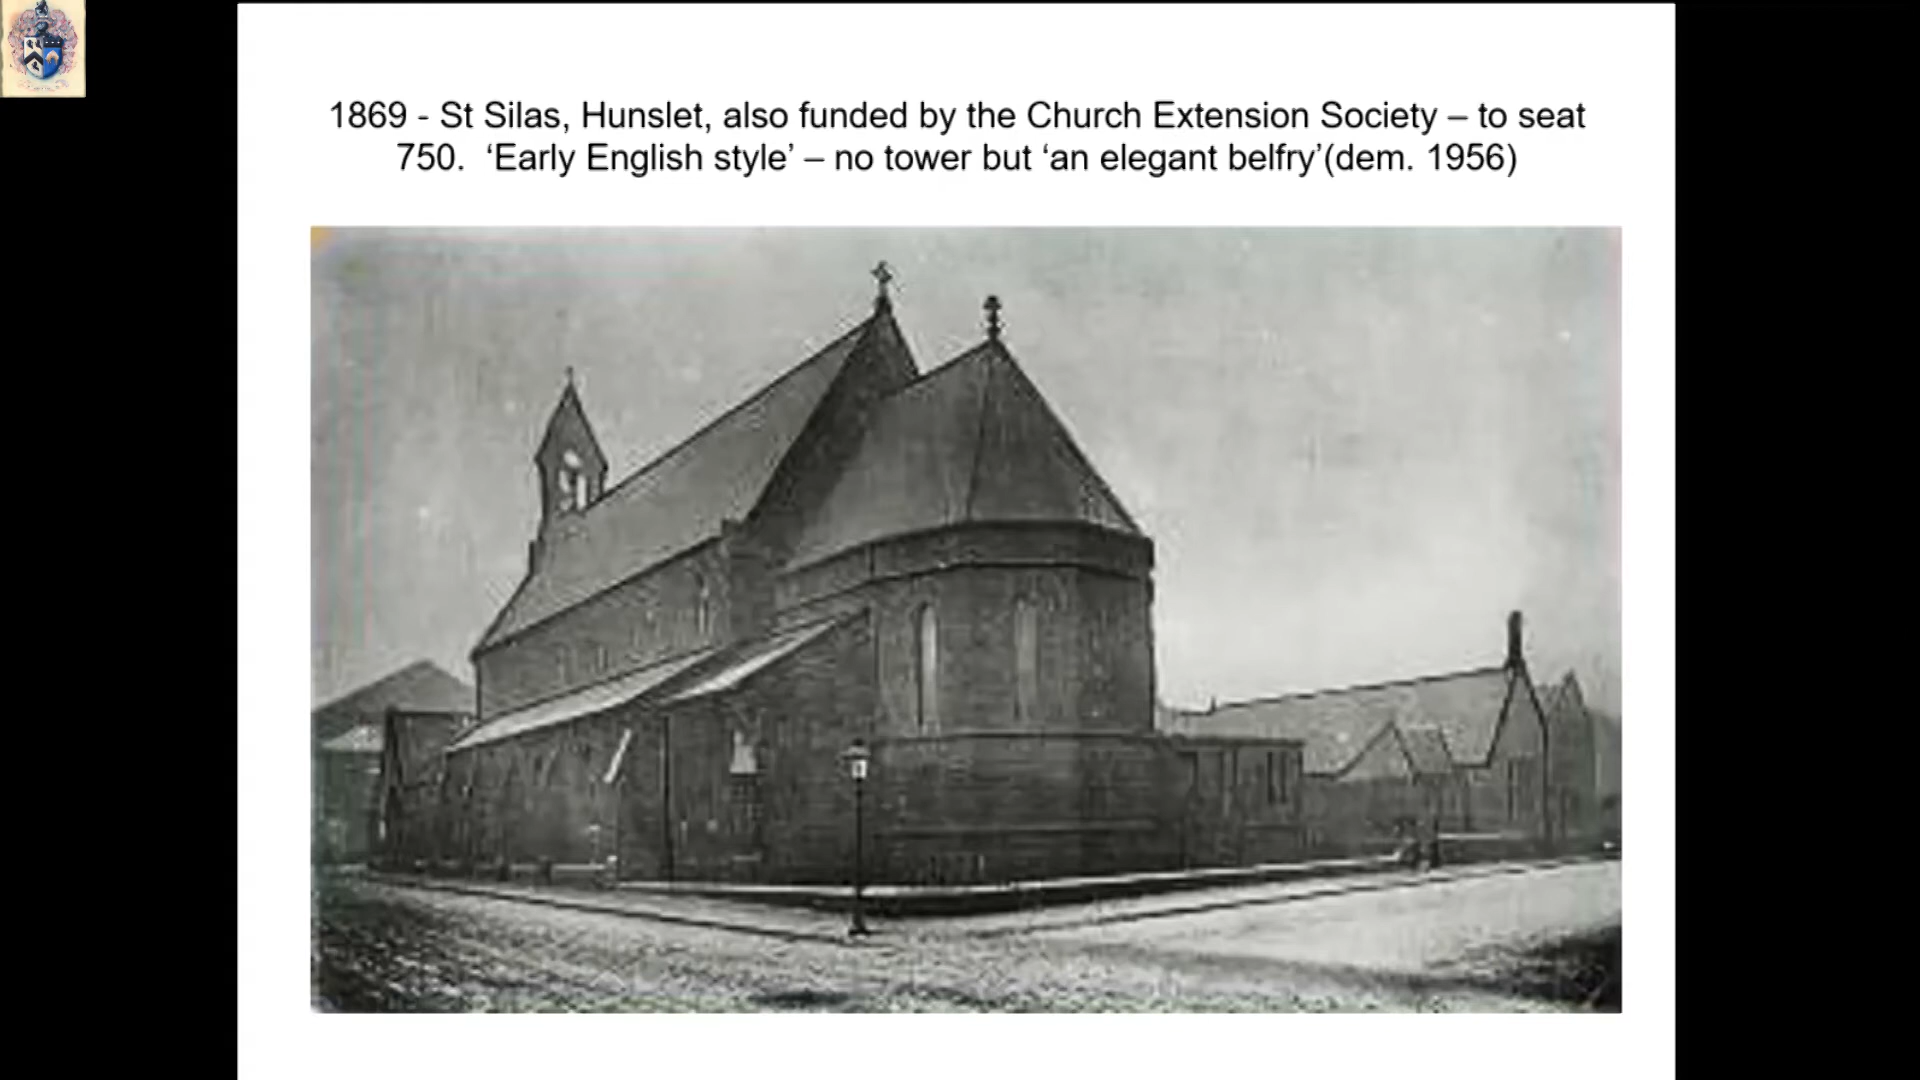 1869 - St Silas, Hunslet, also funded by the Church Extension Society – to seat
750.  ‘Early English style’ – no tower but ‘an elegant belfry’(dem. 1956)